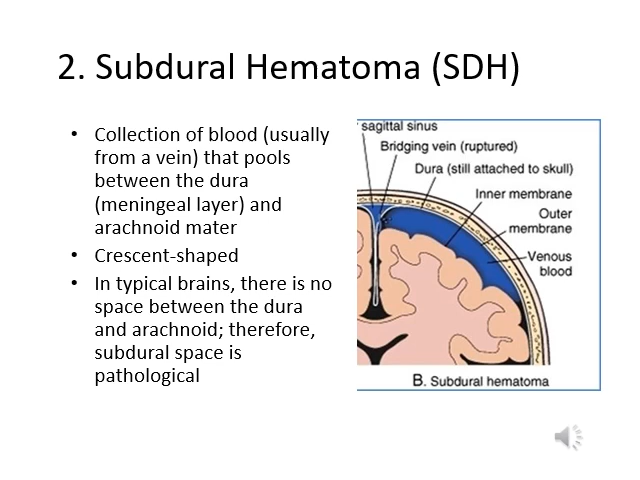 2. Subdural Hematoma (SDH)
• Collection of blood (usually
from a vein) that pools
between the dura
(meningeal layer) and
arachnoid mater
• Crescent-shaped
• In typical brains, there is no
space between the dura
and arachnoid; therefore,
subdural space is
pathological
sagittal sinus
Bridging vein (ruptured)
Dura (still attached to skull)
Inner membrane
Outer
membrane
Venous
blood
B. Subdural hematoma